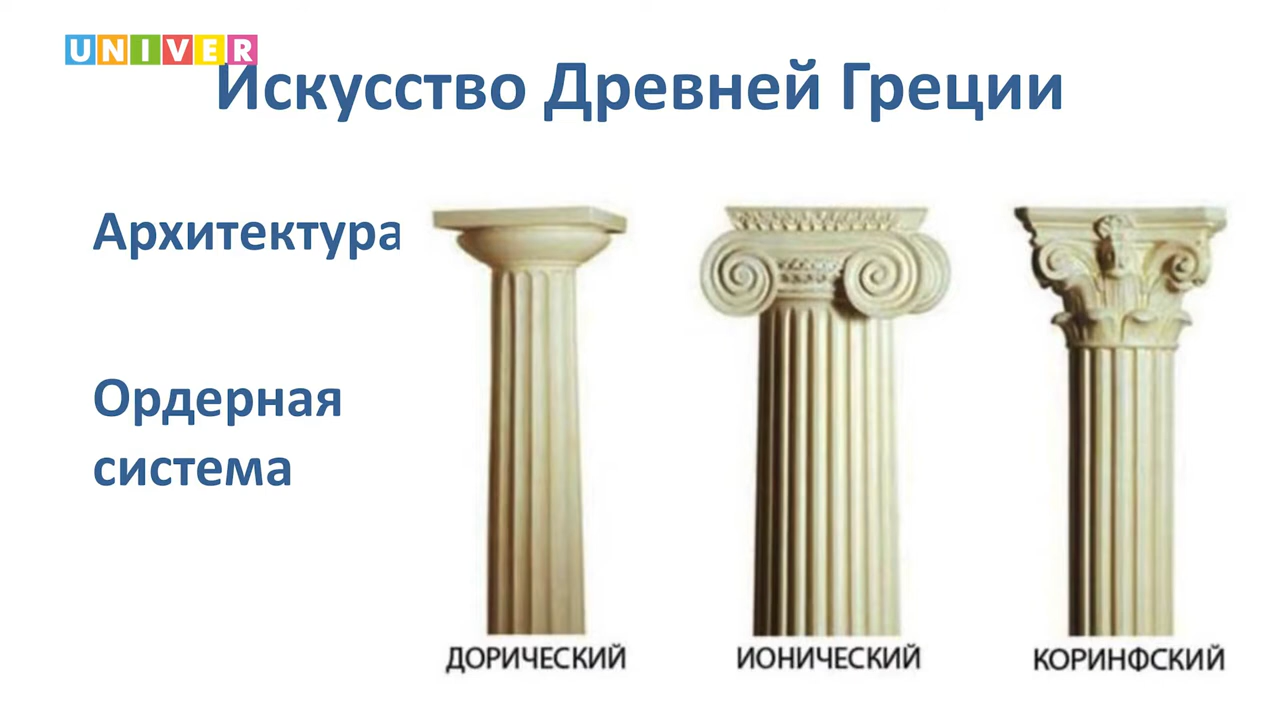 UNIVER
Искусство Древней Греции
Архитектура
Ордерная
система
ДОРИЧЕСКИЙ
ИОНИЧЕСКИЙ
КОРИНФСКИЙ